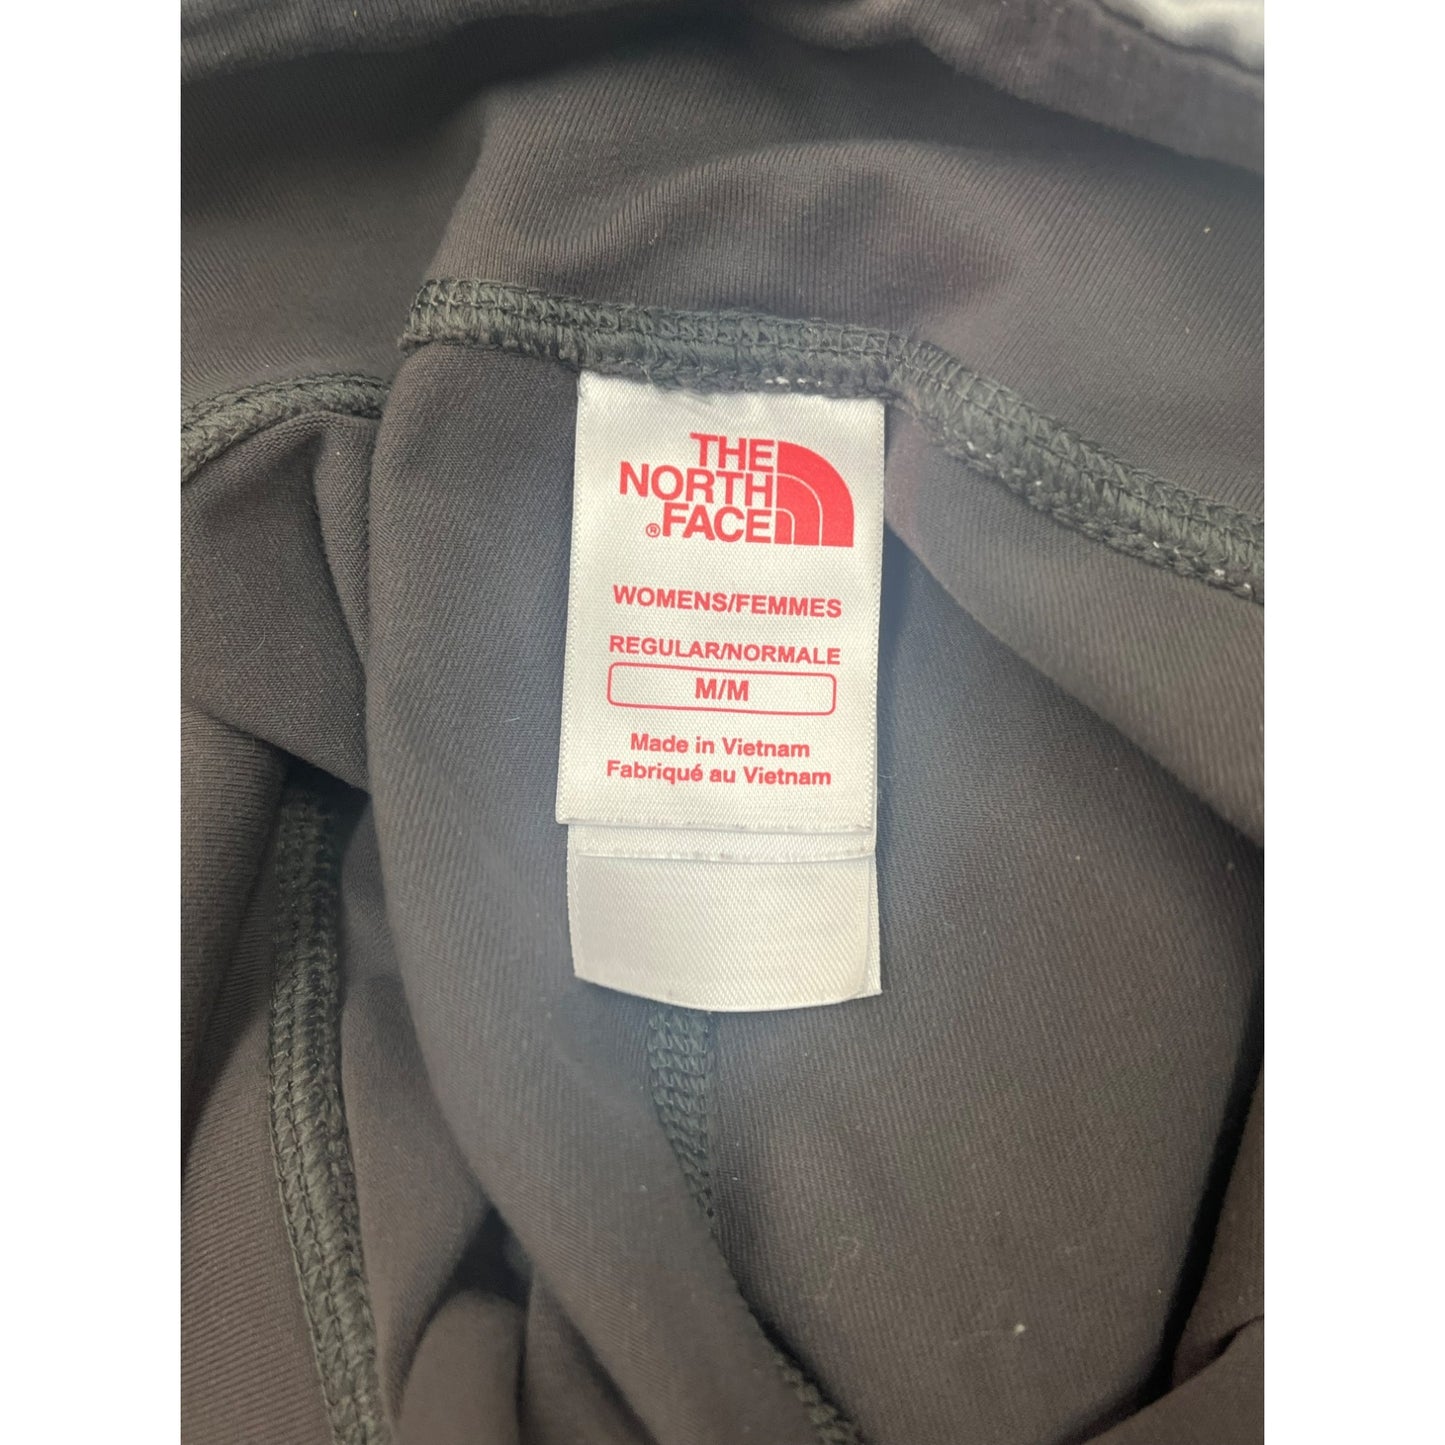 THE
NORTH
® FACE
WOMENS/FEMMES
REGULAR/NORMALE
M/M
Made in Vietnam
Fabriqué au Vietnam